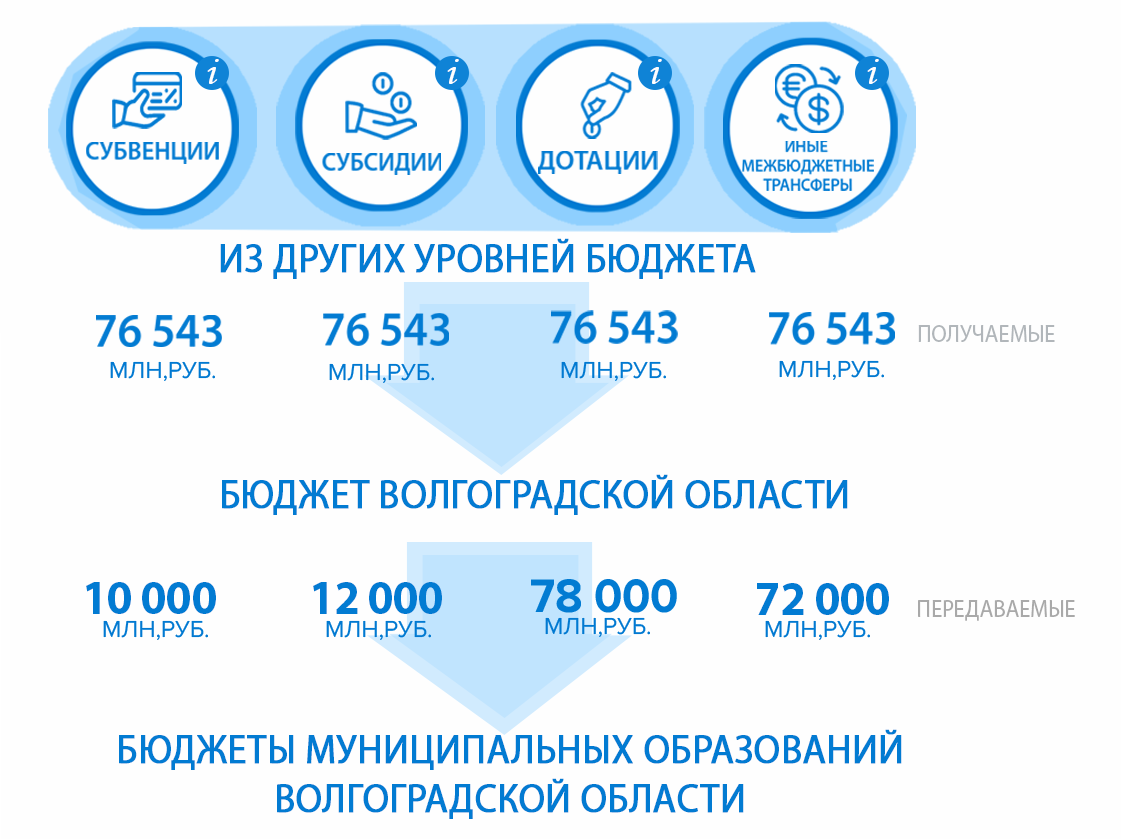 СУБВЕНЦИИ
СУБСИДИИ
ДОТАЦИИ
ИНЫЕ
МЕЖБЮДЖЕТНЫЕ
ТРАНСФЕРЫ
i
i
i
i
ИЗ ДРУГИХ УРОВНЕЙ БЮДЖЕТА
76 543 76 543 76 543 76 543 ПОЛУЧАЕМЫЕ
МЛН,РУБ. МЛН,РУБ. МЛН,РУБ. МЛН,РУБ.
БЮДЖЕТ ВОЛГОГРАДСКОЙ ОБЛАСТИ
10 000 12 000 78 000 72 000 ПЕРЕДАВАЕМЫЕ
МЛН,РУБ. МЛН,РУБ. МЛН,РУБ. МЛН,РУБ.
БЮДЖЕТЫ МУНИЦИПАЛЬНЫХ ОБРАЗОВАНИЙ
ВОЛГОГРАДСКОЙ ОБЛАСТИ